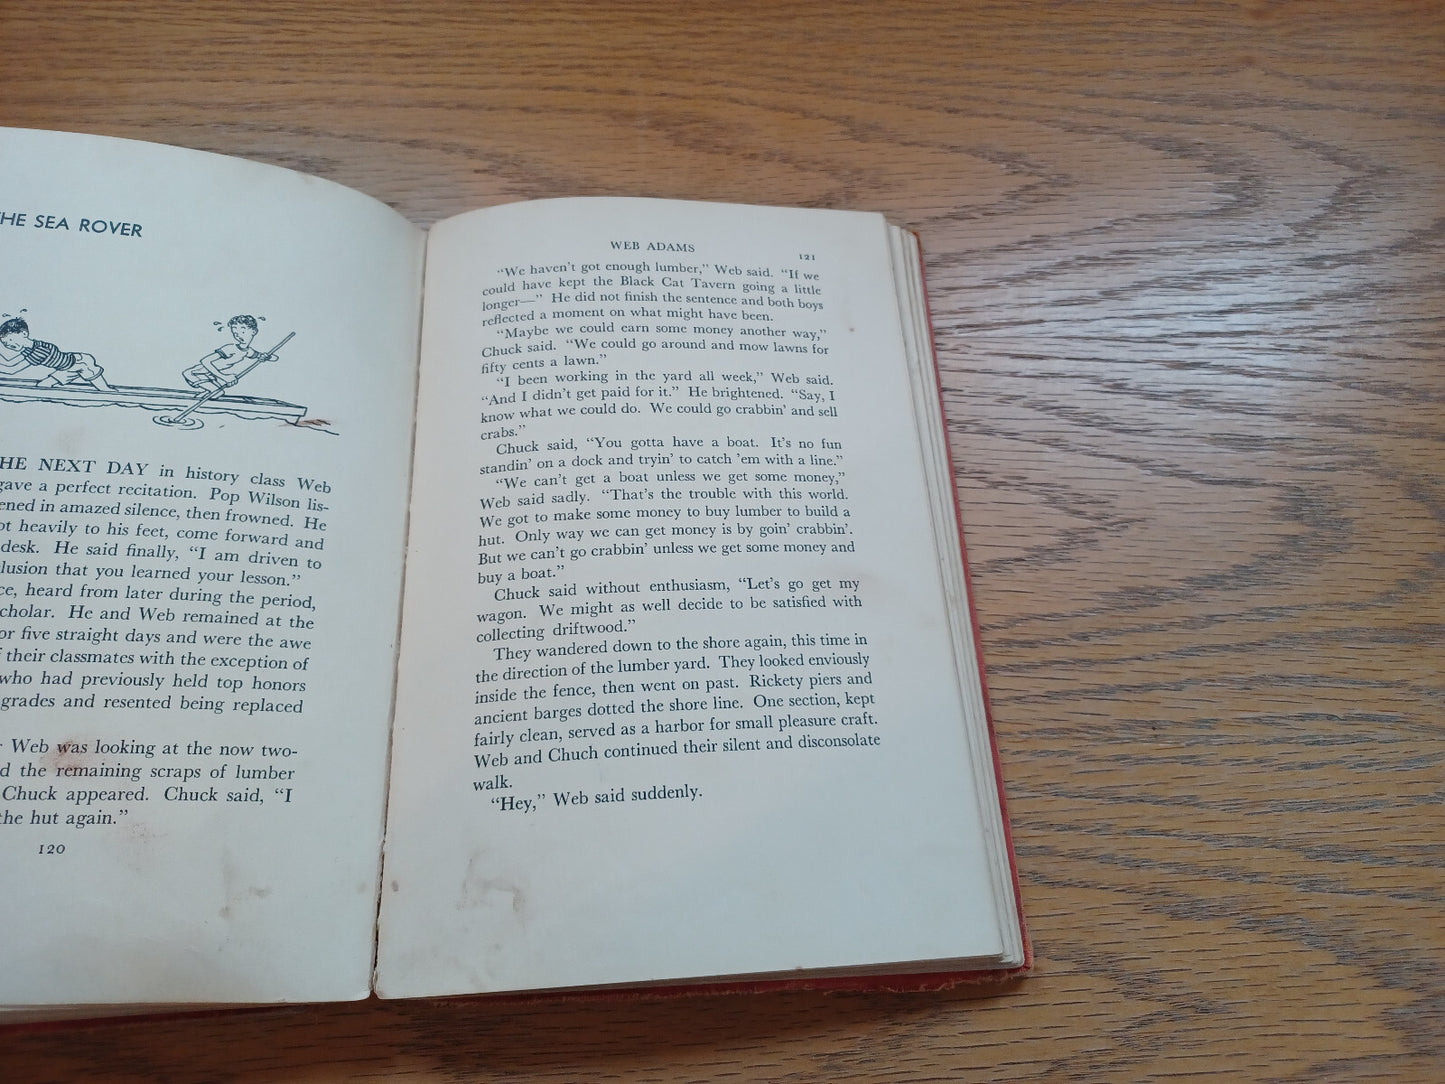 THE SEA ROVER
HE NEXT DAY in history class Web
gave a perfect recitation. Pop Wilson lis-
ened in amazed silence, then frowned. He
ot heavily to his feet, come forward and
desk. He said finally, “I am driven to
lusion that you learned your lesson.”
ce, heard from later during the period,
cholar. He and Web remained at the
or five straight days and were the awe
f their classmates with the exception of
who had previously held top honors
grades and resented being replaced
r Web was looking at the now two-
d the remaining scraps of lumber
Chuck appeared. Chuck said, “I
the hut again.”
120
WEB ADAMS 121
“We haven't got enough lumber,” Web said. “If we
could have kept the Black Cat Tavern going a little
longer—” He did not finish the sentence and both boys
reflected a moment on what might have been.
“Maybe we could earn some money another way,”
Chuck said. “We could go around and mow lawns for
fifty cents a lawn.”
“I been working in the yard all week,” Web said.
“And I didn't get paid for it.” He brightened. “Say, I
know what we could do. We could go crabbin' and sell
crabs.”
Chuck said, “You gotta have a boat. It's no fun
standin' on a dock and tryin' to catch 'em with a line.”
“We can't get a boat unless we get some money,”
Web said sadly. “That's the trouble with this world.
We got to make some money to buy lumber to build a
hut. Only way we can get money is by goin' crabbin'.
But we can't go crabbin' unless we get some money and
buy a boat.”
Chuck said without enthusiasm, “Let's go get my
wagon. We might as well decide to be satisfied with
collecting driftwood.”
They wandered down to the shore again, this time in
the direction of the lumber yard. They looked enviously
inside the fence, then went on past. Rickety piers and
ancient barges dotted the shore line. One section, kept
fairly clean, served as a harbor for small pleasure craft.
Web and Chuch continued their silent and disconsolate
walk.
“Hey,” Web said suddenly.